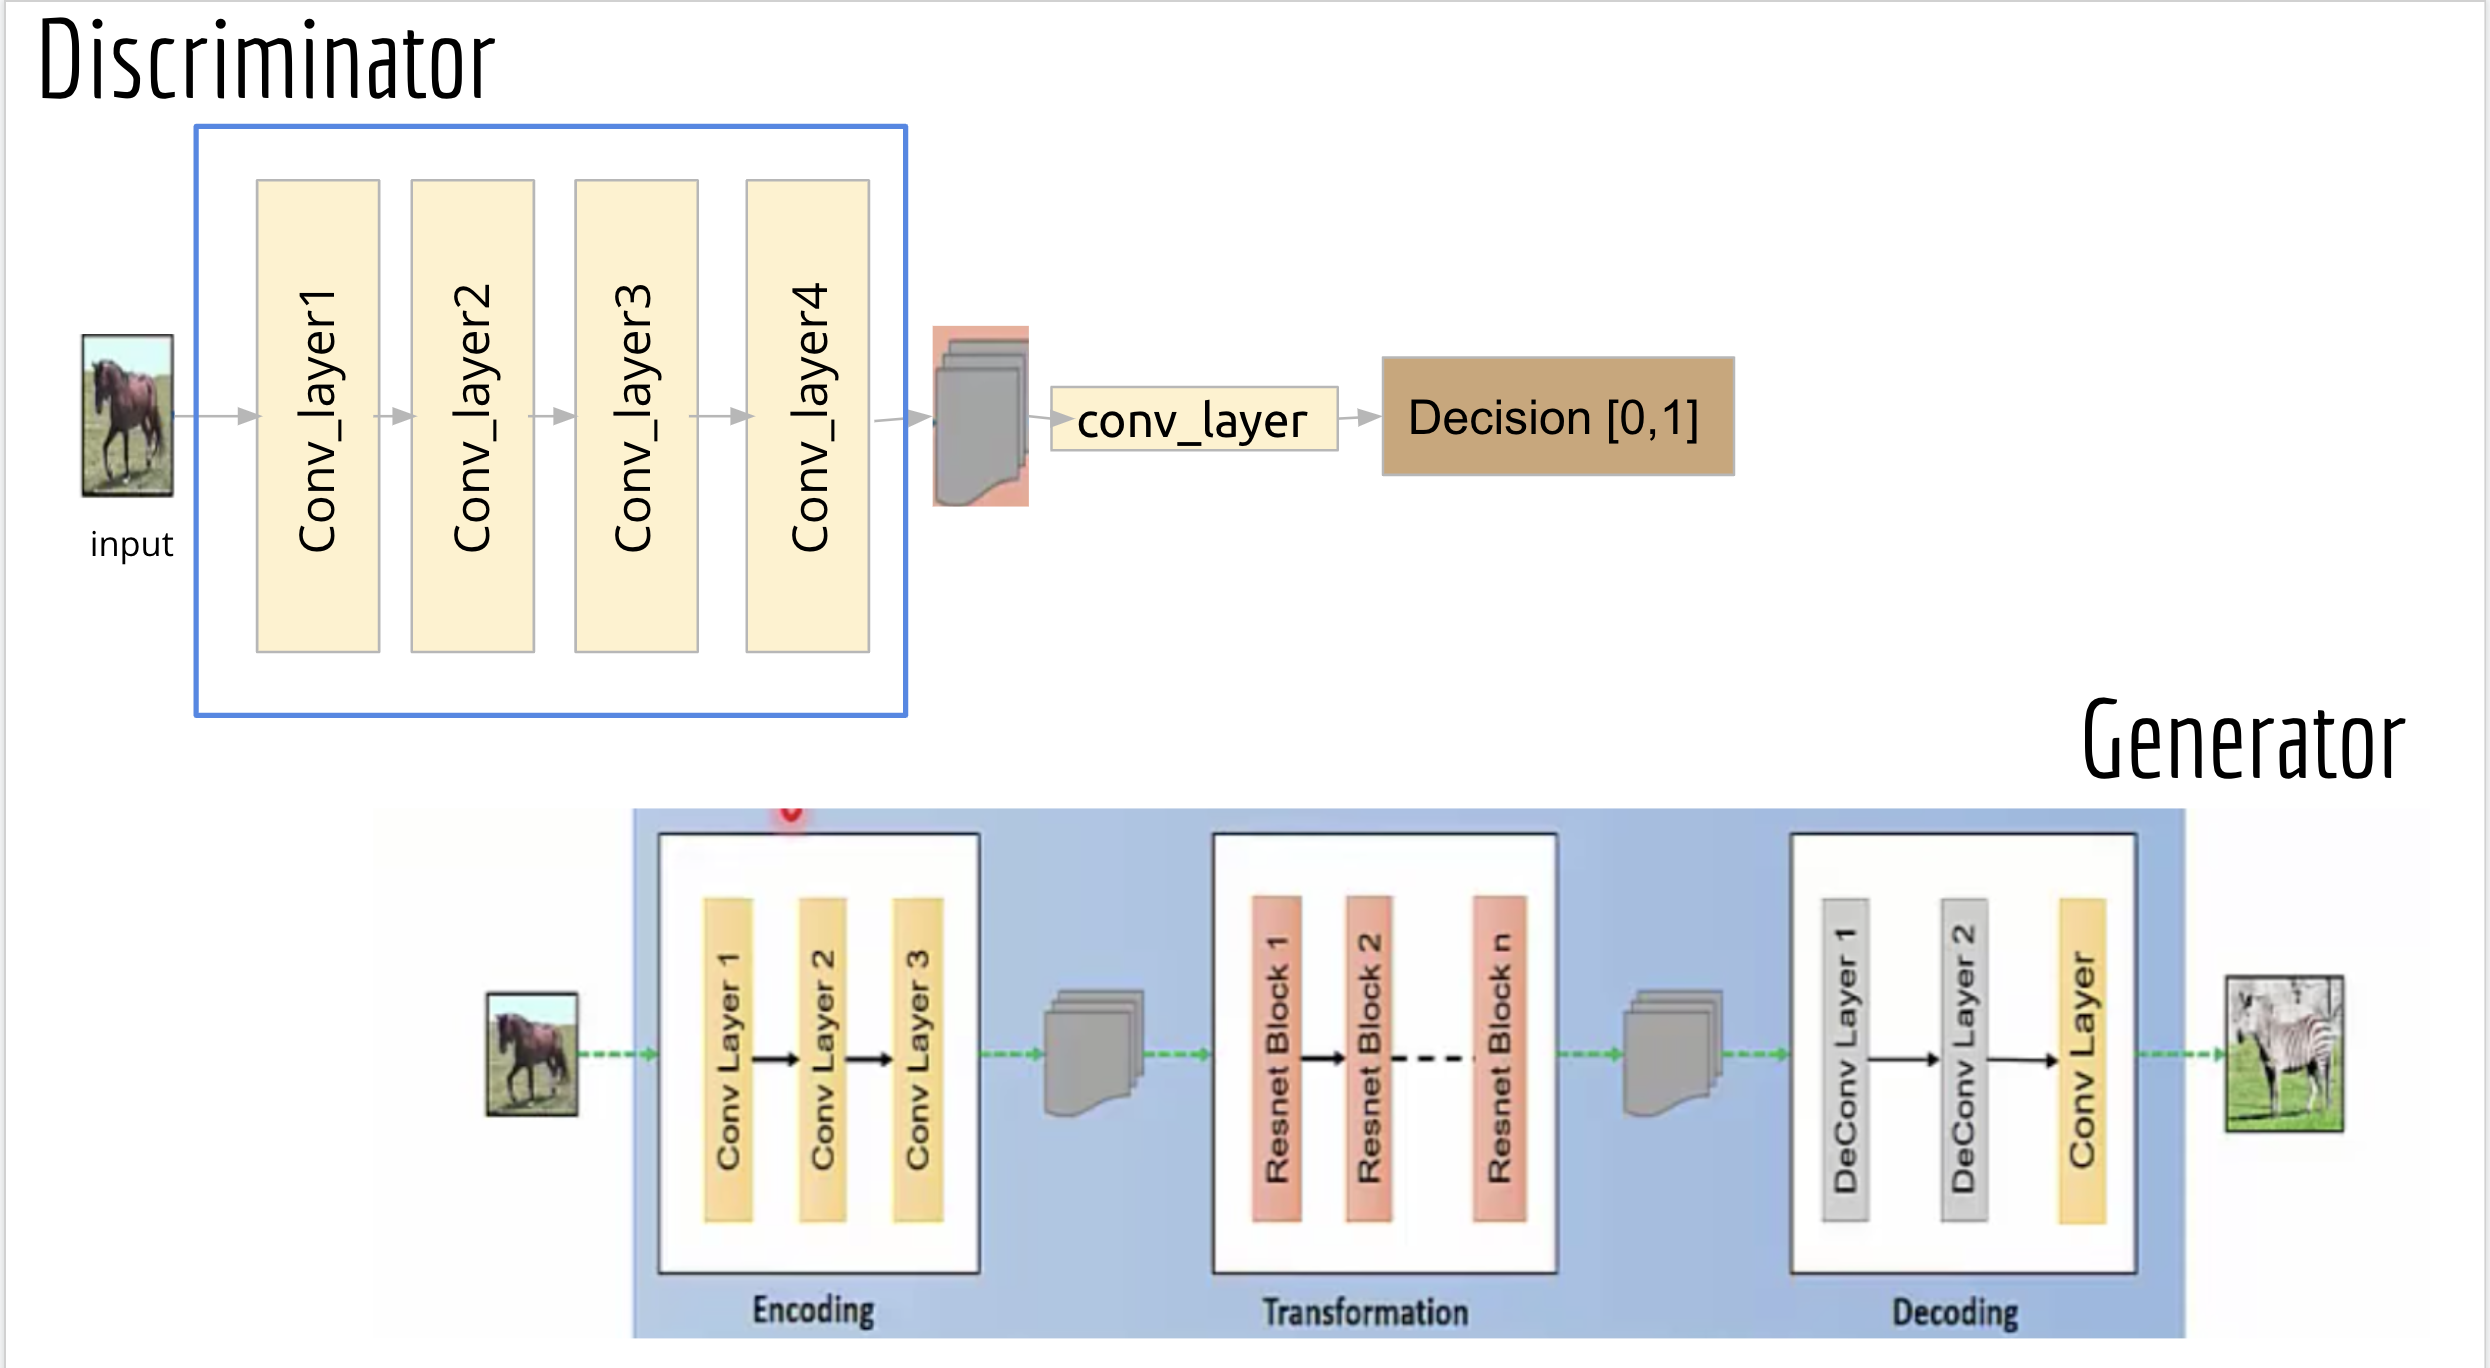 Discriminator
Conv_layer1
Conv_layer2
Conv_layer3
Conv_layer4
input
conv_layer
Decision [0,1]
Generator
Conv Layer 1
Conv Layer 2
Conv Layer 3
Encoding
Resnet Block 1
Resnet Block 2
Resnet Block n
Transformation
DeConv Layer 1
DeConv Layer 2
Conv Layer
Decoding